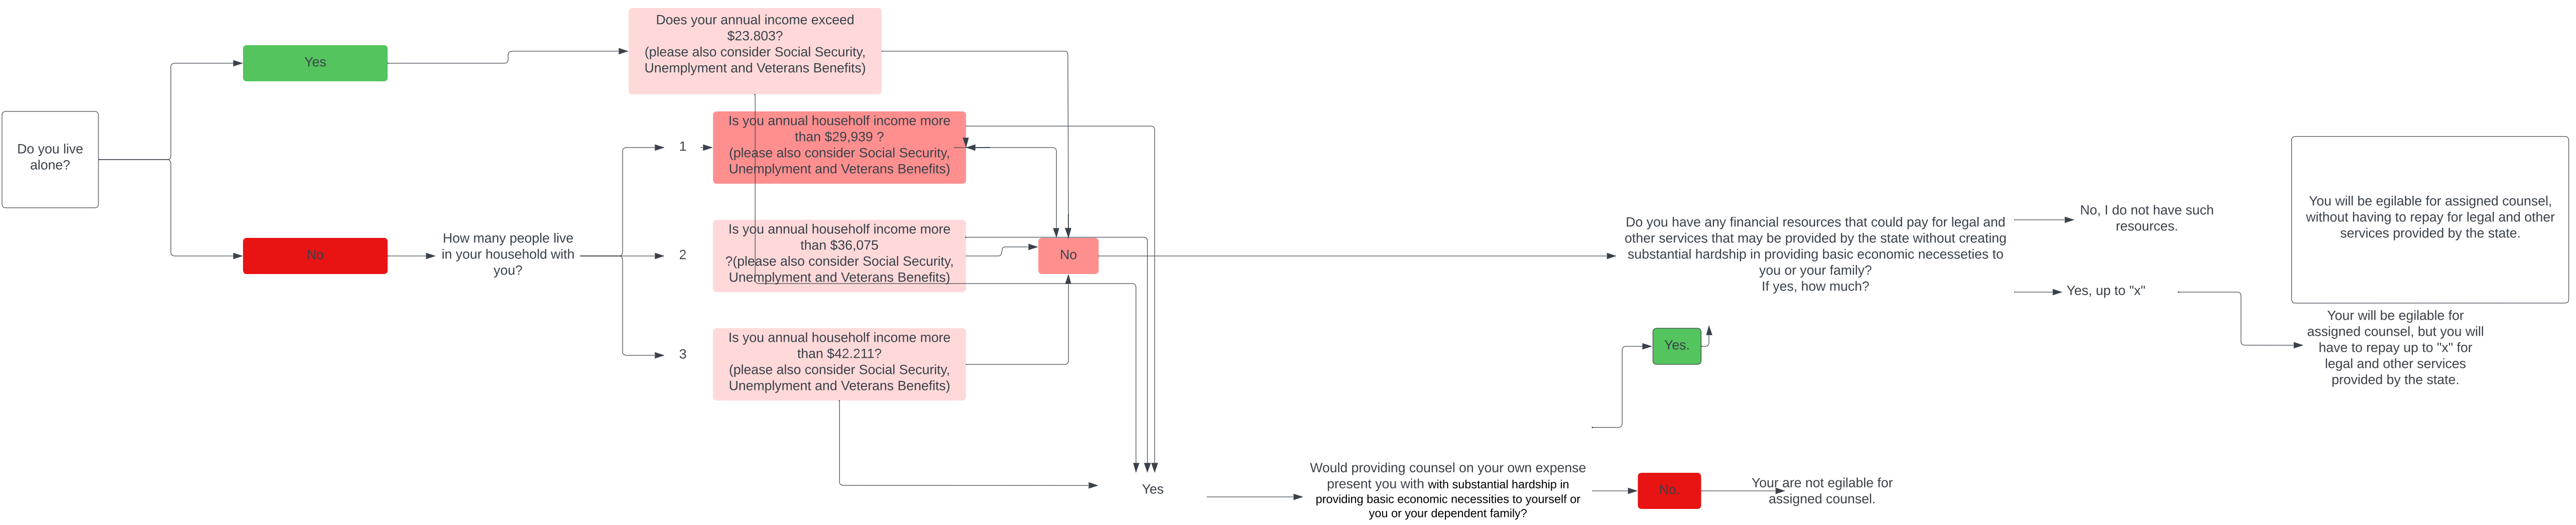 Do you live
alone?
Yes
No
How many people live
in your household with
you?
Does your annual income exceed
$23.803?
(please also consider Social Security,
Unemplyment and Veterans Benefits)
1
Is you annual householf income more
than $29,939 ?
(please also consider Social Security,
Unemplyment and Veterans Benefits)
2
Is you annual householf income more
than $36,075
?(please also consider Social Security,
Unemplyment and Veterans Benefits)
3
Is you annual householf income more
than $42.211?
(please also consider Social Security,
Unemplyment and Veterans Benefits)
No
Yes
Would providing counsel on your own expense
present you with with substantial hardship in
providing basic economic necessities to yourself or
you or your dependent family?
Do you have any financial resources that could pay for legal and
other services that may be provided by the state without creating
substantial hardship in providing basic economic necesseties to
you or your family?
If yes, how much?
Yes.
No.
Your are not egilable for
assigned counsel.
No, I do not have such
resources.
Yes, up to "x"
You will be egilable for assigned counsel,
without having to repay for legal and other
services provided by the state.
Your will be egilable for
assigned counsel, but you will
have to repay up to "x" for
legal and other services
provided by the state.